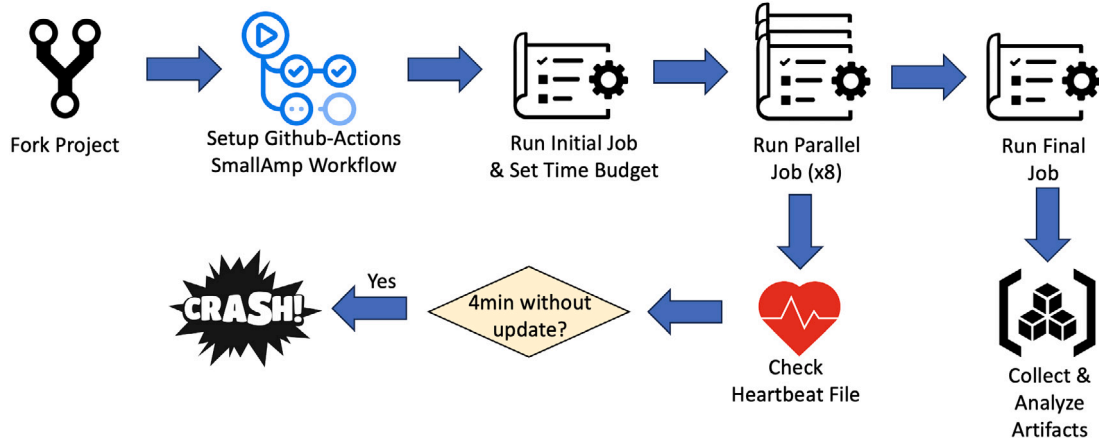 Fork Project
Setup Github-Actions
SmallAmp Workflow
Run Initial Job
& Set Time Budget
Run Parallel
Job (x8)
Run Final
Job
CRASH!
Yes
4min without
update?
Check
Heartbeat File
Collect &
Analyze
Artifacts